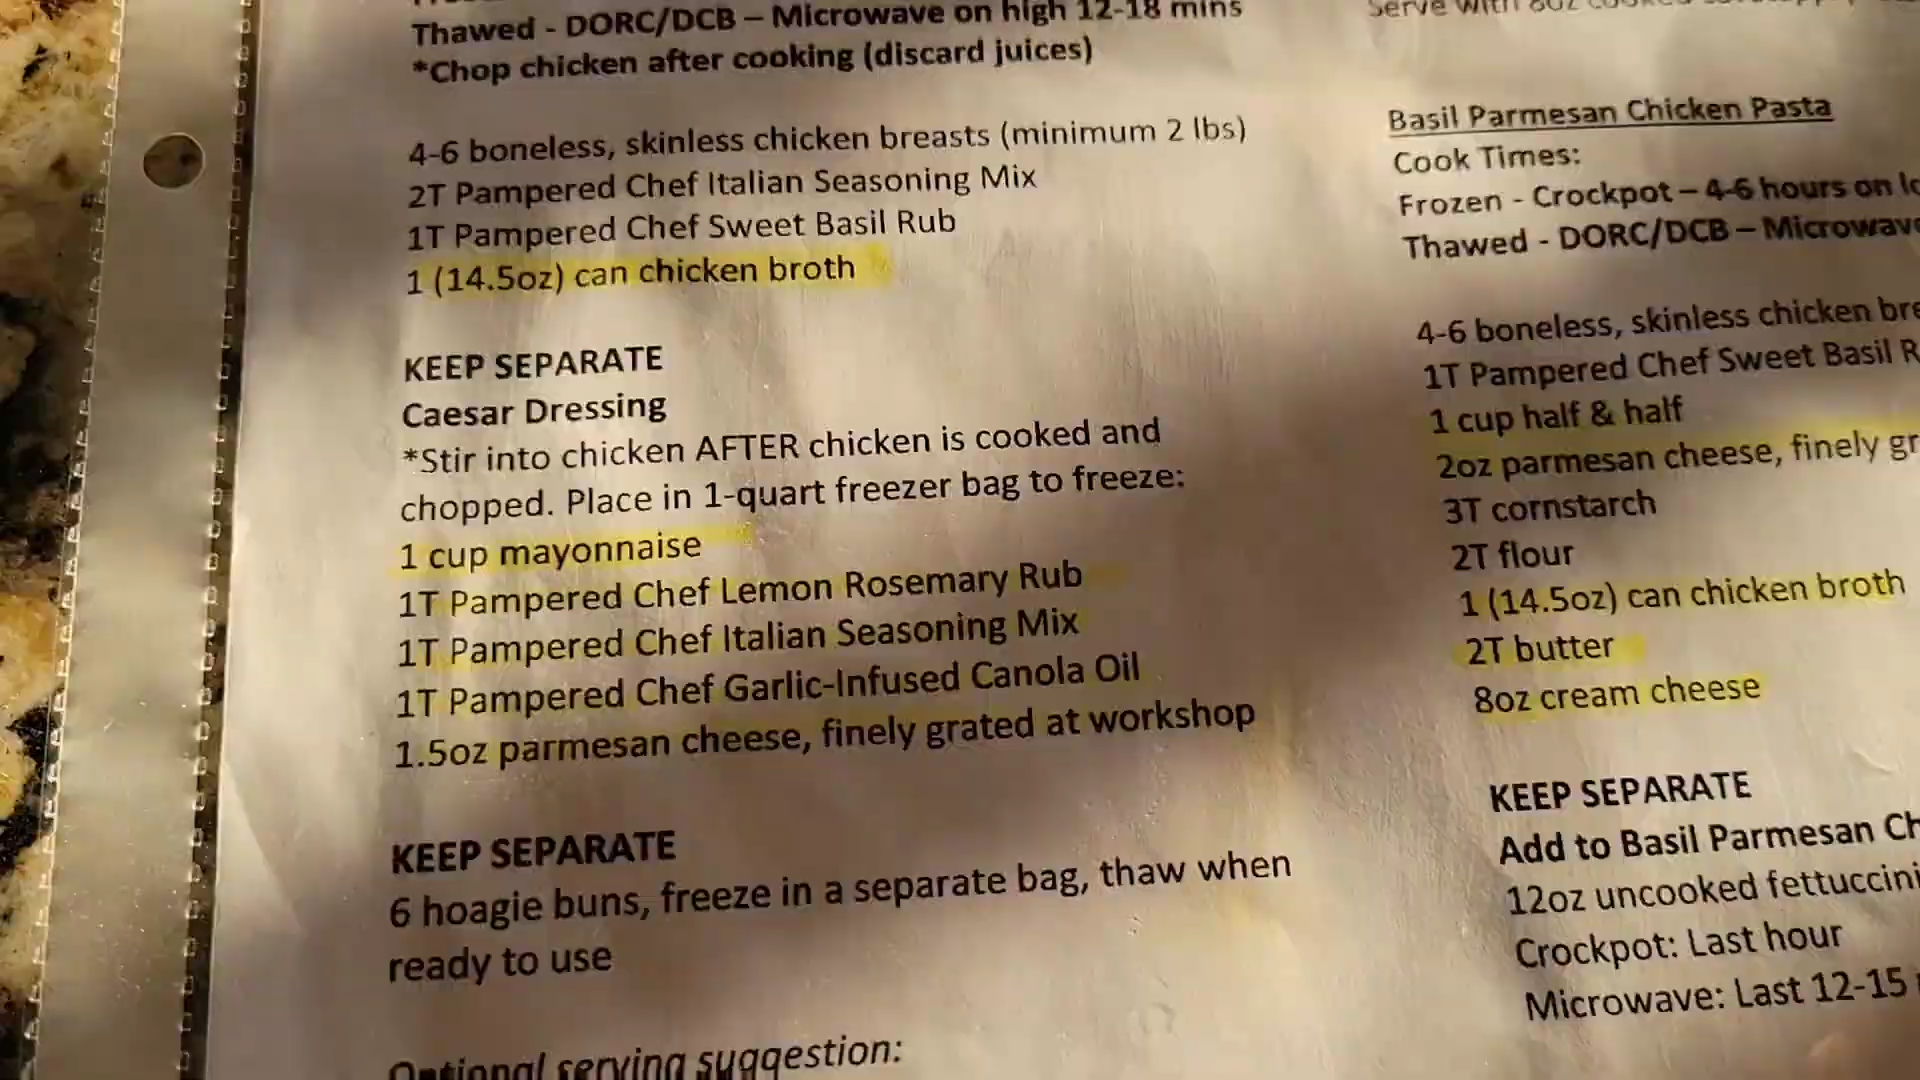 Thawed - DORC/DCB – Microwave on high 12-18 mins
*Chop chicken after cooking (discard juices)
4-6 boneless, skinless chicken breasts (minimum 2 lbs)
2T Pampered Chef Italian Seasoning Mix
1T Pampered Chef Sweet Basil Rub
1 (14.5oz) can chicken broth
KEEP SEPARATE
Caesar Dressing
*Stir into chicken AFTER chicken is cooked and
chopped. Place in 1-quart freezer bag to freeze:
1 cup mayonnaise
1T Pampered Chef Lemon Rosemary Rub
1T Pampered Chef Italian Seasoning Mix
1T Pampered Chef Garlic-Infused Canola Oil
1.5oz parmesan cheese, finely grated at workshop
KEEP SEPARATE
6 hoagie buns, freeze in a separate bag, thaw when
ready to use
Optional serving suggestion:
Serve with 8oz cooked
Basil Parmesan Chicken Pasta
Cook Times:
Frozen - Crockpot – 4-6 hours on lo
Thawed - DORC/DCB – Microwave
4-6 boneless, skinless chicken bre
1T Pampered Chef Sweet Basil R
1 cup half & half
2oz parmesan cheese, finely gr
3T cornstarch
2T flour
1 (14.5oz) can chicken broth
2T butter
8oz cream cheese
KEEP SEPARATE
Add to Basil Parmesan Ch
12oz uncooked fettuccini
Crockpot: Last hour
Microwave: Last 12-15